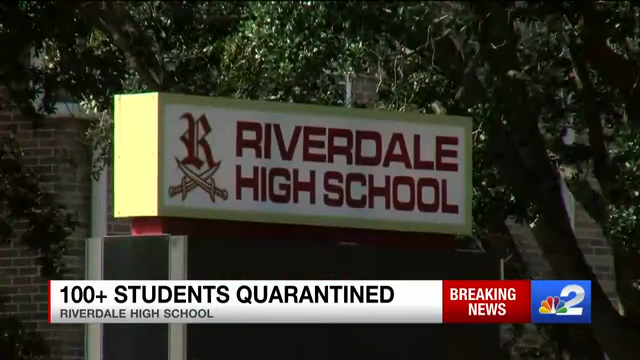 R
RIVERDALE
HIGH SCHOOL
100+ STUDENTS QUARANTINED
RIVERDALE HIGH SCHOOL
BREAKING
NEWS
2